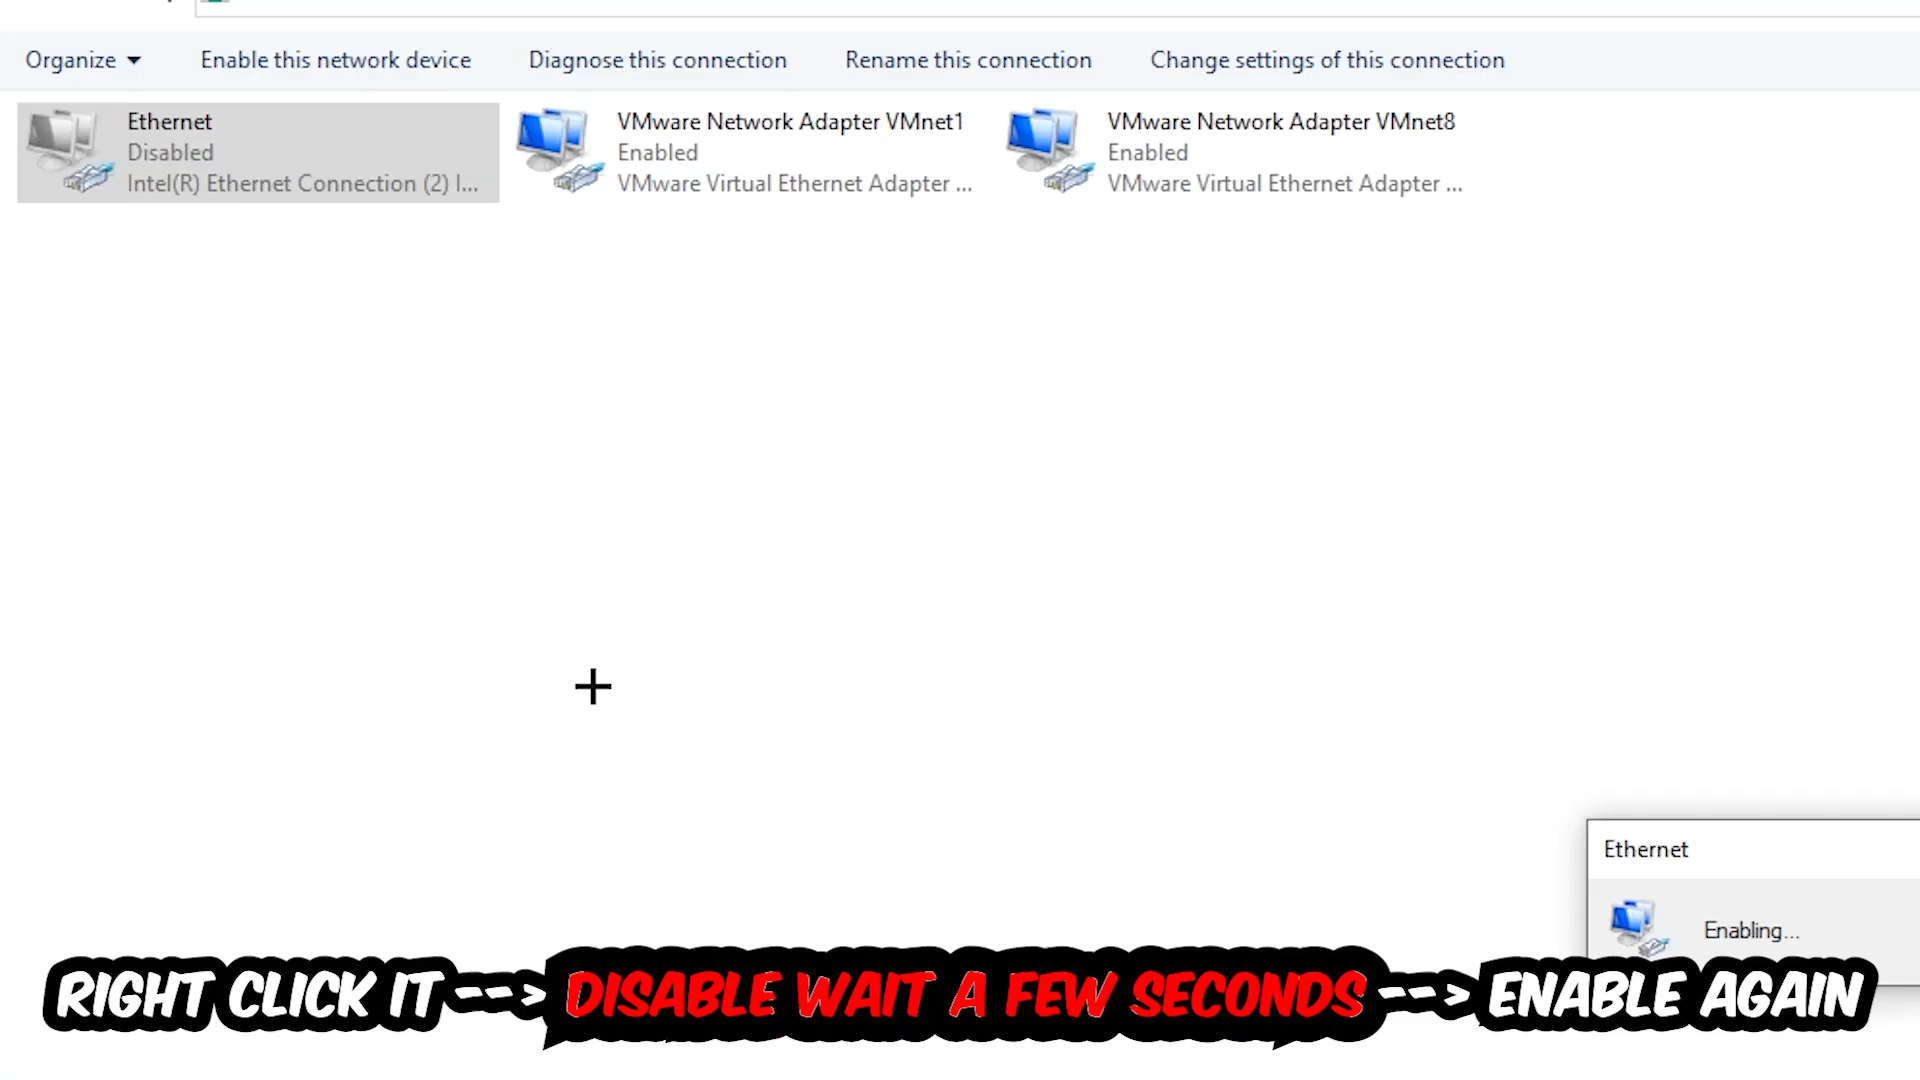 Organize
Enable this network device
Diagnose this connection
Rename this connection
Change settings of this connection
Ethernet
Disabled
Intel(R) Ethernet Connection (2) I...
VMware Network Adapter VMnet1
Enabled
VMware Virtual Ethernet Adapter ...
VMware Network Adapter VMnet8
Enabled
VMware Virtual Ethernet Adapter ...
Ethernet
Enabling...
RIGHT CLICK IT --> DISABLE WAIT A FEW SECONDS --> ENABLE AGAIN